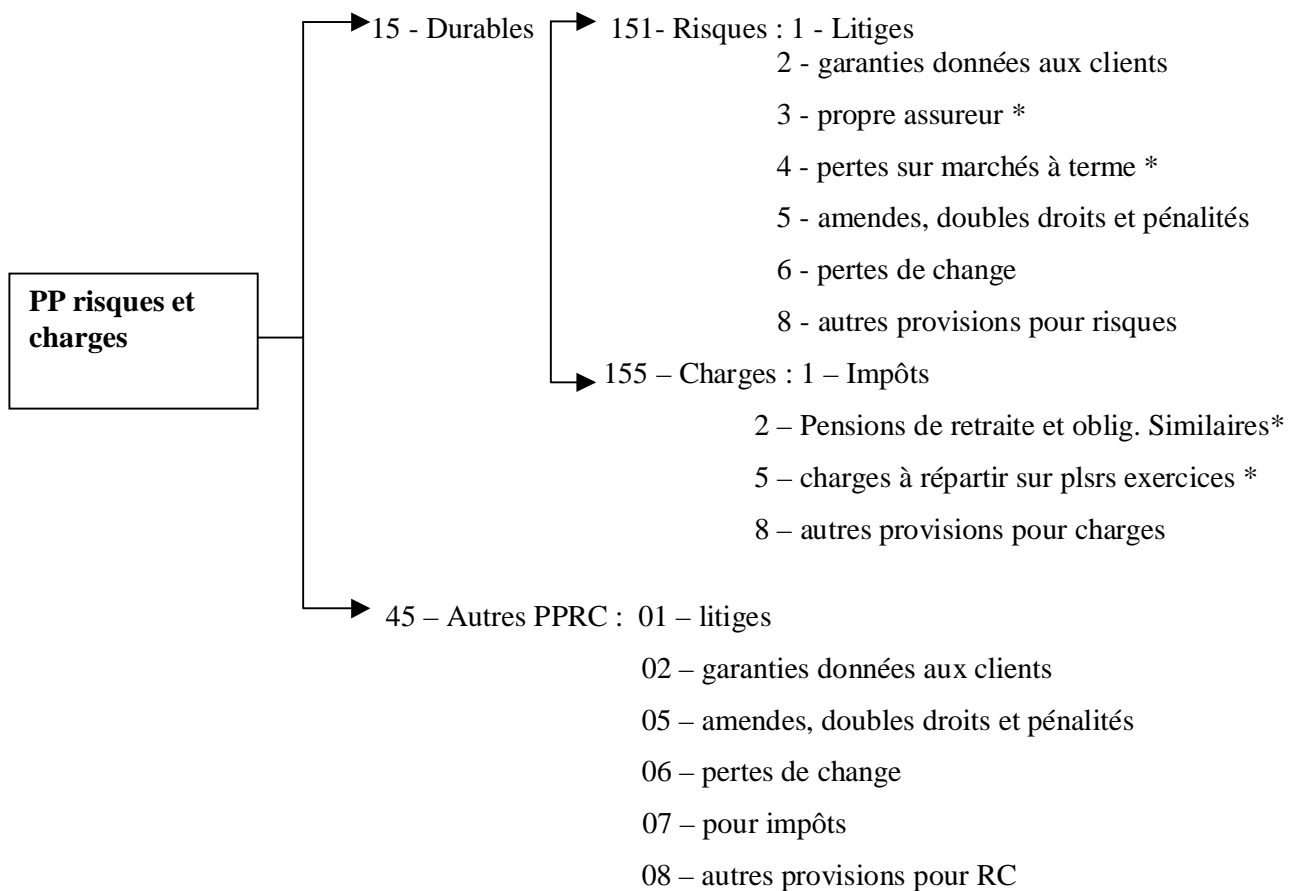 15 - Durables
151- Risques : 1 - Litiges
2 - garanties données aux clients
3 - propre assureur *
4 - pertes sur marchés à terme *
5 - amendes, doubles droits et pénalités
6 - pertes de change
8 - autres provisions pour risques
PP risques et
charges
155 – Charges : 1 – Impôts
2 – Pensions de retraite et oblig. Similaires*
5 – charges à répartir sur plsrs exercices *
8 – autres provisions pour charges
45 – Autres PPRC : 01 – litiges
02 – garanties données aux clients
05 – amendes, doubles droits et pénalités
06 – pertes de change
07 – pour impôts
08 – autres provisions pour RC